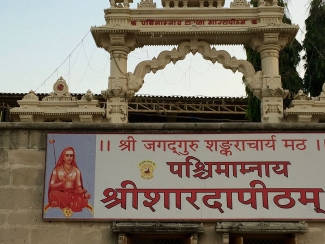 ॥ श्री जगद्गुरु शङ्कराचार्य मठ ॥
पश्चिमाम्नाय
श्रीशारदापीठम्